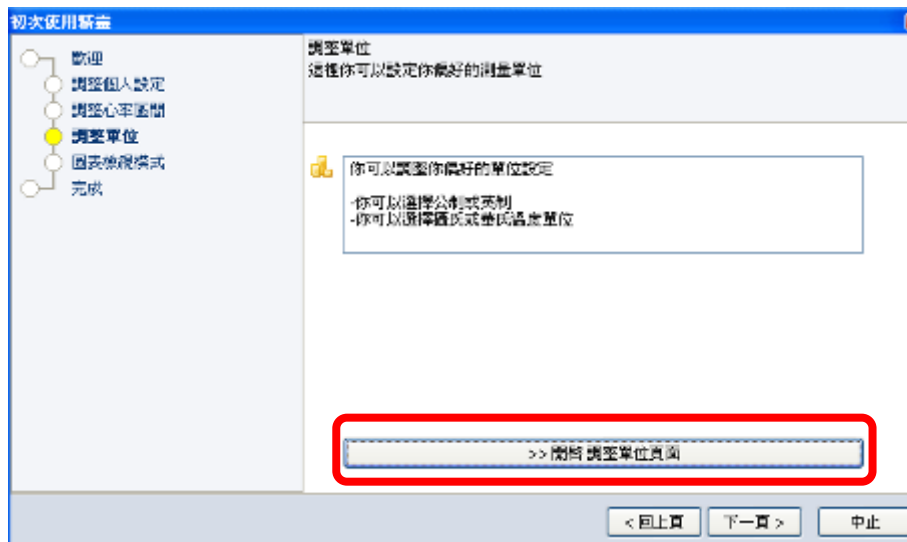 初次使用精靈
歡迎
調整個人設定
調整心率區間
調整單位
圖表檢視模式
完成
調整單位
這裡你可以設定你偏好的測量單位
你可以調整你偏好的單位設定
-你可以選擇公制或英制
-你可以選擇攝氏或華氏溫度單位
>> 開啟 調整單位頁面
< 回上頁
下一頁 >
中止